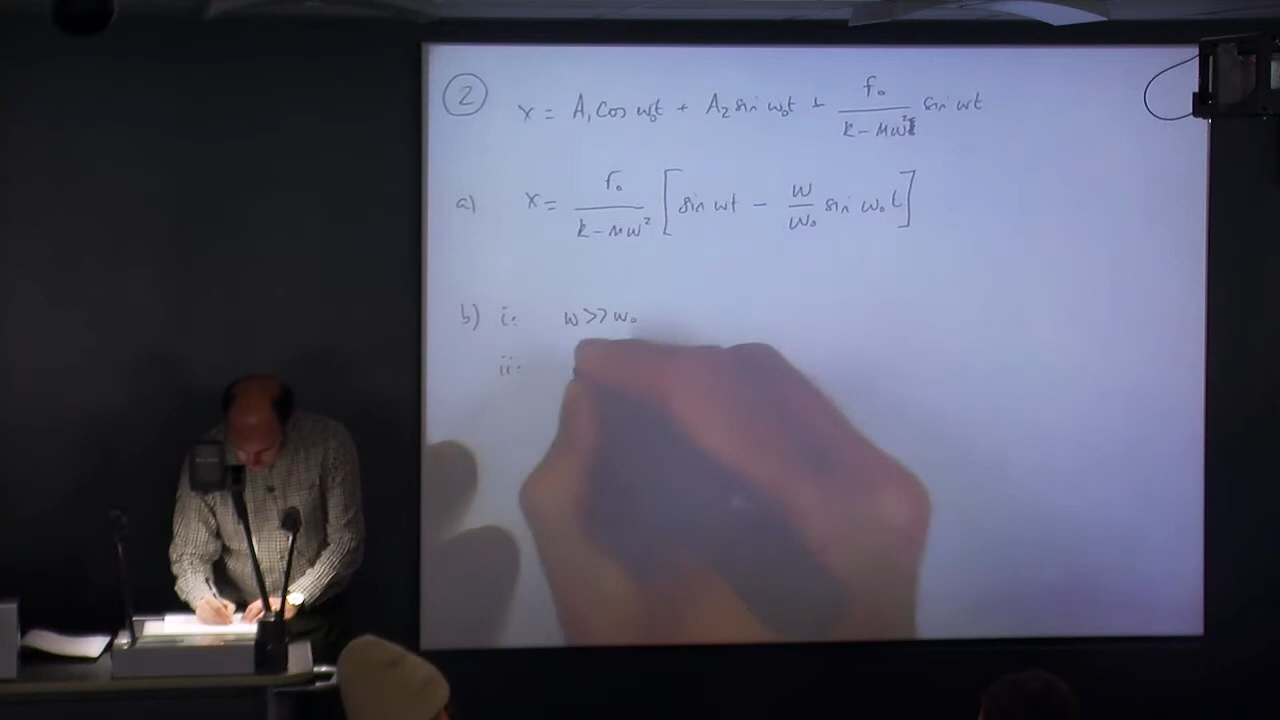 ② x = A₁ cos ω₀t + A₂ sin ω₀t + f₀ / (k - Mω²) sin ωt
a) x = f₀ / (k - Mω²) [sin ωt - ω/ω₀ sin ω₀t]
b) i: ω >> ω₀
ii: